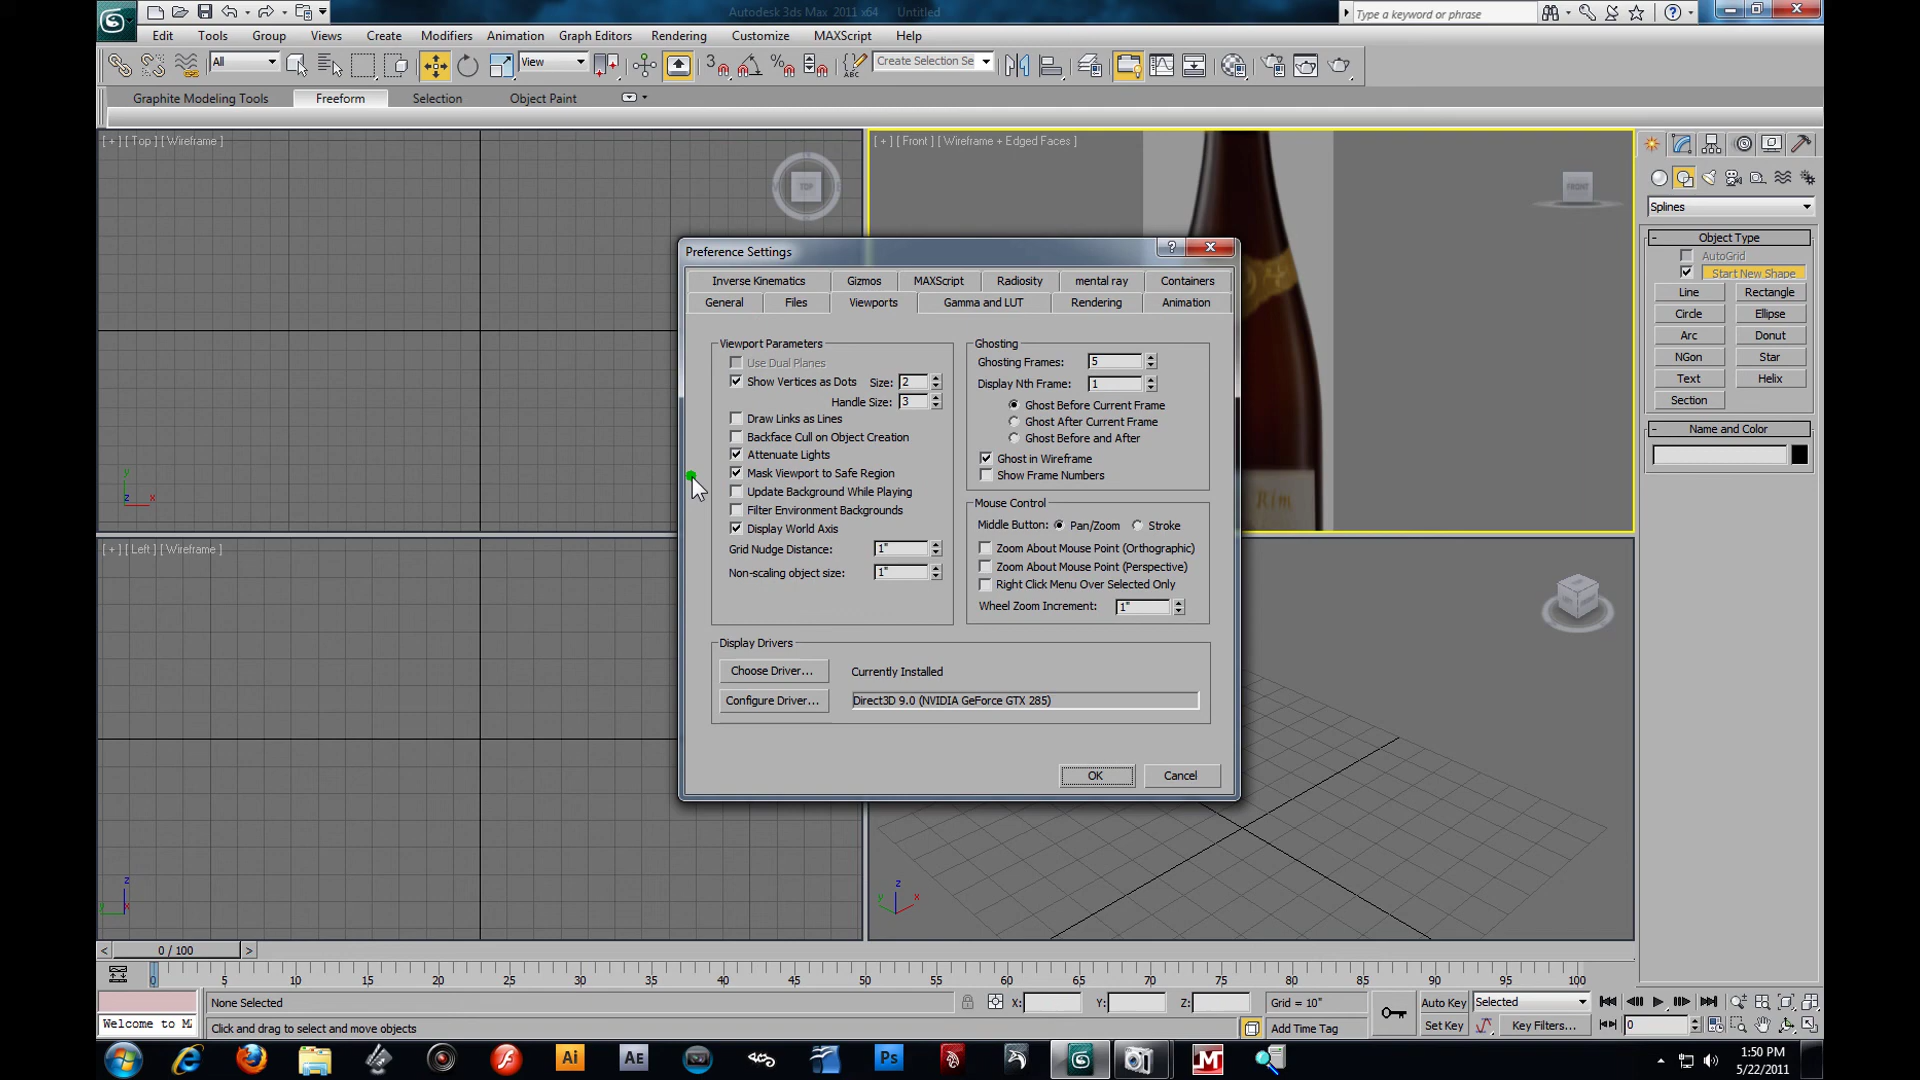 Autodesk 3ds Max 2011 x64 Untitled
Type a keyword or phrase
Edit Tools Group Views Create Modifiers Animation Graph Editors Rendering Customize MAXScript Help
All View Create Selection Se
Graphite Modeling Tools Freeform Selection Object Paint
[ + ] [ Top ] [ Wireframe ]
TOP
[ + ] [ Front ] [ Wireframe + Edged Faces ]
FRONT
Rim
[ + ] [ Left ] [ Wireframe ]
Preference Settings
Inverse Kinematics Gizmos MAXScript Radiosity mental ray Containers
General Files Viewports Gamma and LUT Rendering Animation
Viewport Parameters
Use Dual Planes
Show Vertices as Dots Size: 2
Handle Size: 3
Draw Links as Lines
Backface Cull on Object Creation
Attenuate Lights
Mask Viewport to Safe Region
Update Background While Playing
Filter Environment Backgrounds
Display World Axis
Grid Nudge Distance: 1"
Non-scaling object size: 1"
Ghosting
Ghosting Frames: 5
Display Nth Frame: 1
Ghost Before Current Frame
Ghost After Current Frame
Ghost Before and After
Ghost in Wireframe
Show Frame Numbers
Mouse Control
Middle Button: Pan/Zoom Stroke
Zoom About Mouse Point (Orthographic)
Zoom About Mouse Point (Perspective)
Right Click Menu Over Selected Only
Wheel Zoom Increment: 1"
Display Drivers
Choose Driver... Currently Installed
Configure Driver... Direct3D 9.0 (NVIDIA GeForce GTX 285)
OK Cancel
Splines
Object Type
AutoGrid
Start New Shape
Line Rectangle
Circle Ellipse
Arc Donut
NGon Star
Text Helix
Section
Name and Color
y
z x
z
y x
z
y x
< 0 / 100 >
0 5 10 15 20 25 30 35 40 45 50 55 60 65 70 75 80 85 90 95 100
None Selected X: Y: Z: Grid = 10" Auto Key Selected
Welcome to MA Click and drag to select and move objects Add Time Tag Set Key Key Filters... 0
Ai AE Ps
1:50 PM
5/22/2011